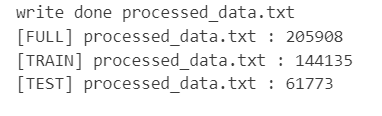 write done processed_data.txt
[FULL] processed_data.txt : 205908
[TRAIN] processed_data.txt : 144135
[TEST] processed_data.txt : 61773